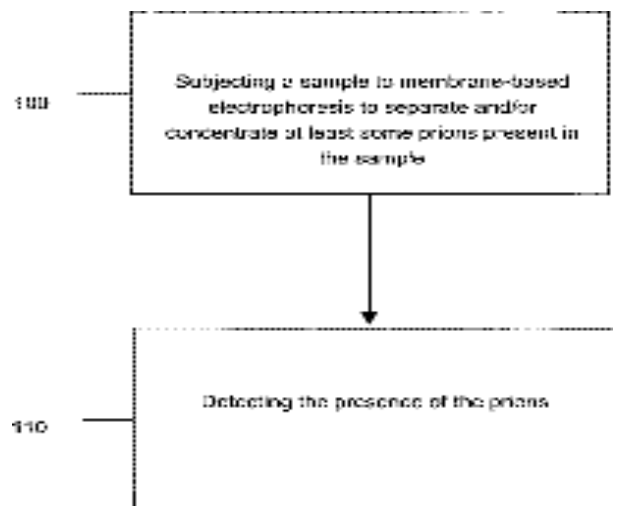 100
Subjecting a sample to membrane-based
electrophoresis to separate and/or
concentrate at least some prions present in
the sample
110
Detecting the presence of the prions